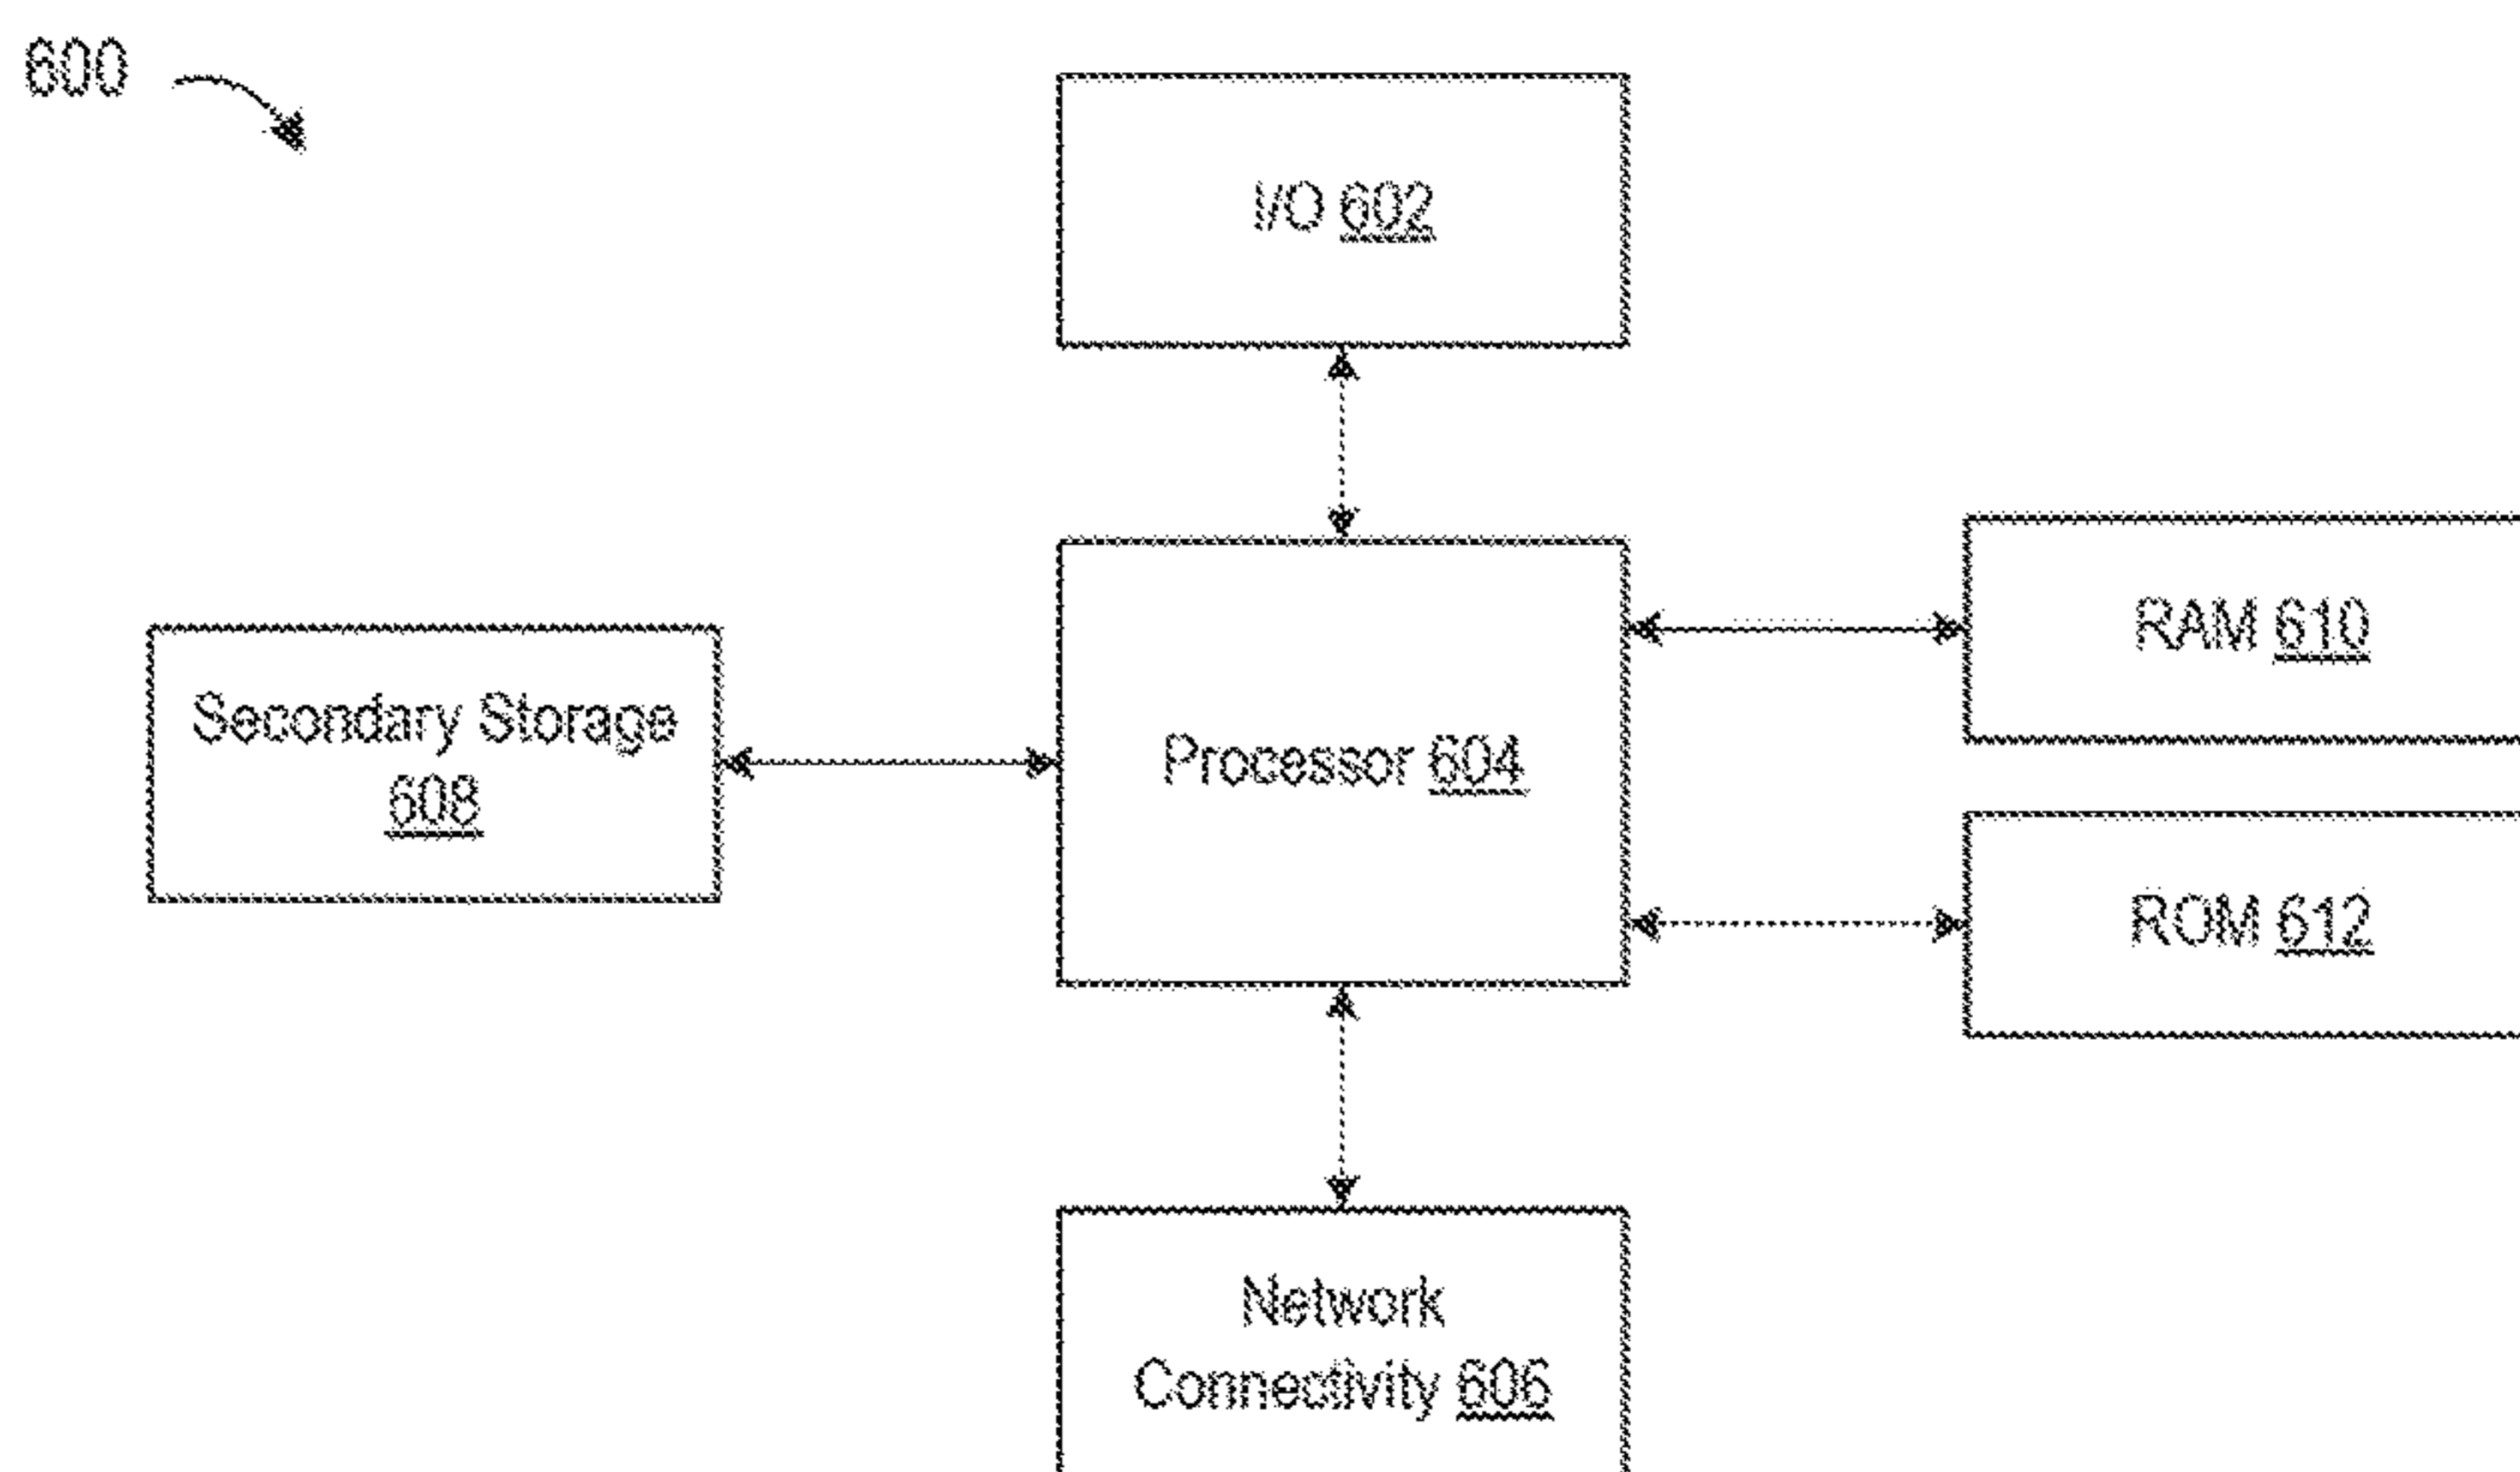 600
I/O 602
RAM 610
Secondary Storage
608
Processor 604
ROM 612
Network
Connectivity 606